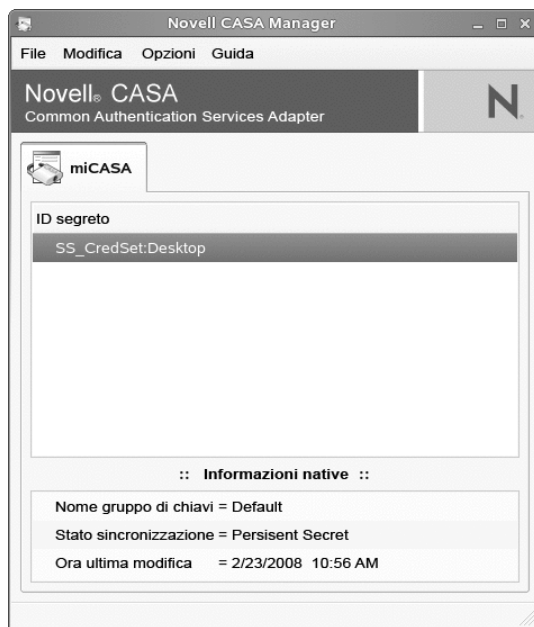 Novell CASA Manager
File Modifica Opzioni Guida
Novell® CASA
Common Authentication Services Adapter
N®
miCASA
ID segreto
SS_CredSet:Desktop
:: Informazioni native ::
Nome gruppo di chiavi = Default
Stato sincronizzazione = Persisent Secret
Ora ultima modifica = 2/23/2008 10:56 AM